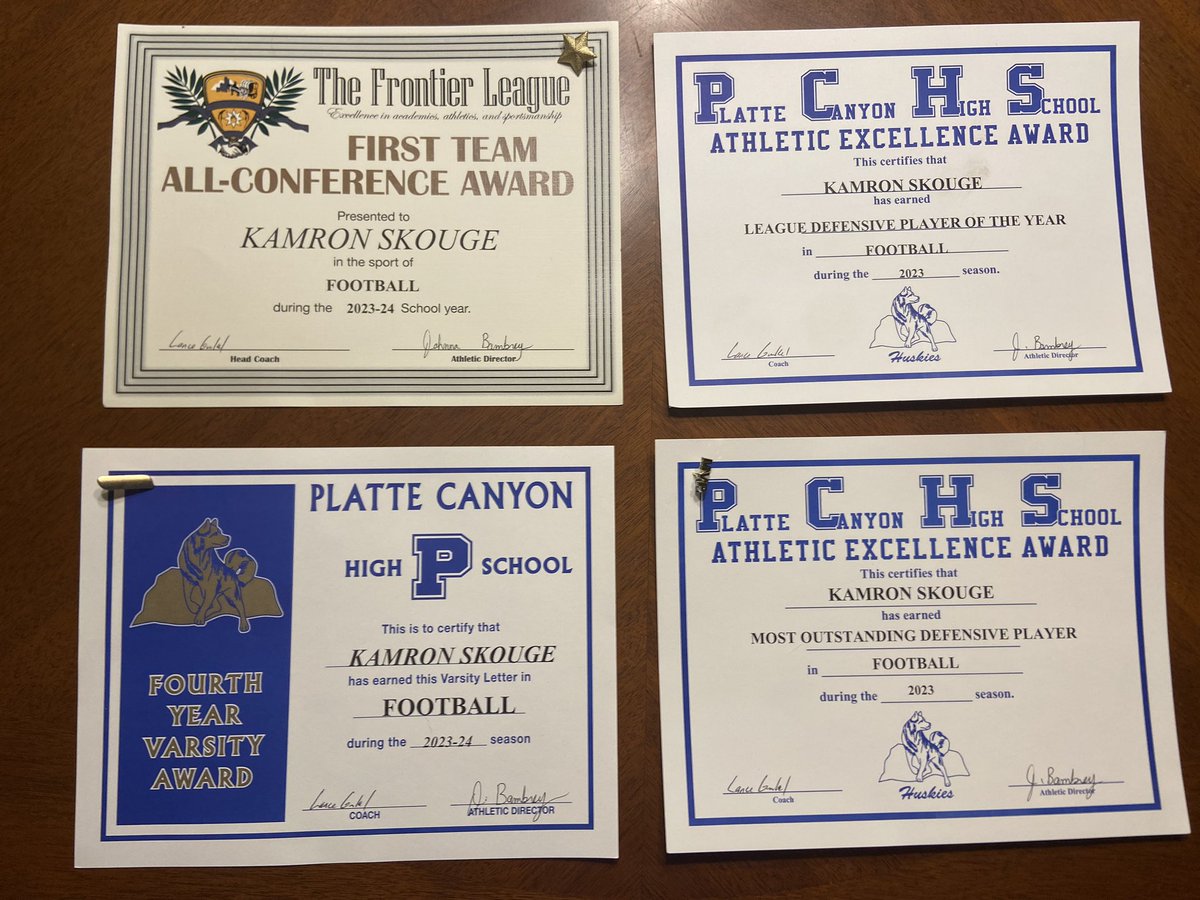 The Frontier League
Excellence in academics, athletics, and sportsmanship
FIRST TEAM
ALL-CONFERENCE AWARD
Presented to
KAMRON SKOUGE
in the sport of
FOOTBALL
during the 2023-24 School year.
Johnna Bambrey
Head Coach Athletic Director
PLATTE CANYON HIGH SCHOOL
ATHLETIC EXCELLENCE AWARD
This certifies that
KAMRON SKOUGE
has earned
LEAGUE DEFENSIVE PLAYER OF THE YEAR
in FOOTBALL
during the 2023 season.
Huskies
J. Bambrey
Coach Athletic Director
FOURTH
YEAR
VARSITY
AWARD
PLATTE CANYON
HIGH P SCHOOL
This is to certify that
KAMRON SKOUGE
has earned this Varsity Letter in
FOOTBALL
during the 2023-24 season
Bambrey
COACH ATHLETIC DIRECTOR
MVP
PLATTE CANYON HIGH SCHOOL
ATHLETIC EXCELLENCE AWARD
This certifies that
KAMRON SKOUGE
has earned
MOST OUTSTANDING DEFENSIVE PLAYER
in FOOTBALL
during the 2023 season.
Huskies
J. Bambrey
Coach Athletic Director